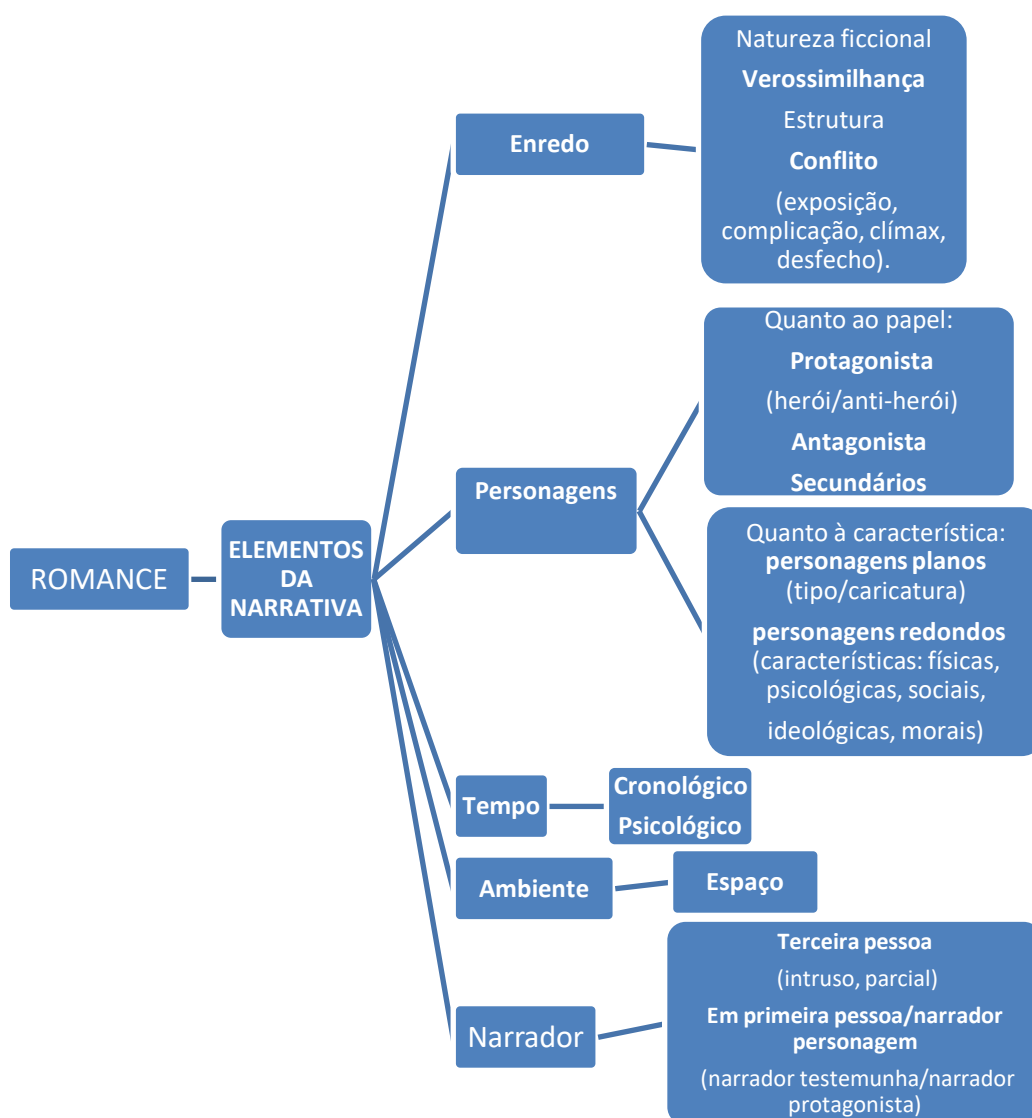 ROMANCE
ELEMENTOS
DA
NARRATIVA
Enredo
Natureza ficcional
Verossimilhança
Estrutura
Conflito
(exposição,
complicação, clímax,
desfecho).
Personagens
Quanto ao papel:
Protagonista
(herói/anti-herói)
Antagonista
Secundários
Quanto à característica:
personagens planos
(tipo/caricatura)
personagens redondos
(características: físicas,
psicológicas, sociais,
ideológicas, morais)
Tempo
Cronológico
Psicológico
Ambiente
Espaço
Narrador
Terceira pessoa
(intruso, parcial)
Em primeira pessoa/narrador
personagem
(narrador testemunha/narrador
protagonista)